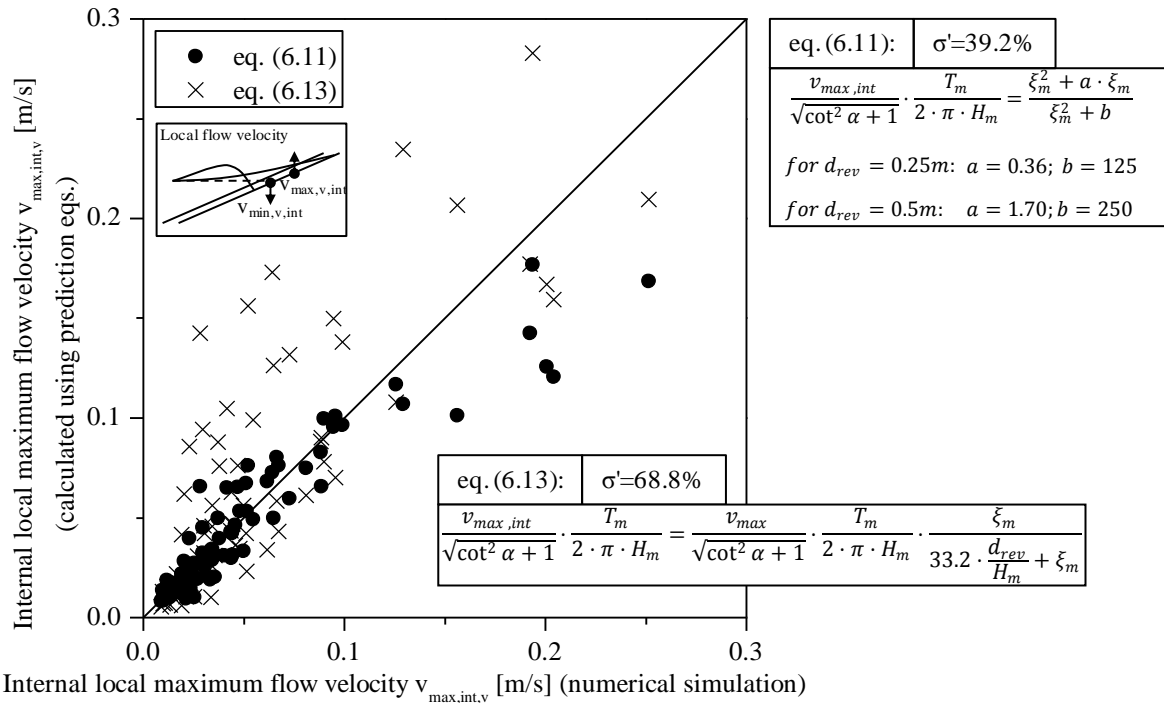 Internal local maximum flow velocity v_max,int,v [m/s]
(calculated using prediction eqs.)
0.3
0.2
0.1
0.0
eq. (6.11)
eq. (6.13)
Local flow velocity
v_max,v,int
v_min,v,int
eq. (6.11): σ'=39.2%
v_max,int / √(cot² α + 1) · T_m / (2 · π · H_m) = (ξ_m² + a · ξ_m) / (ξ_m² + b)
for d_rev = 0.25m: a = 0.36; b = 125
for d_rev = 0.5m: a = 1.70; b = 250
eq. (6.13): σ'=68.8%
v_max,int / √(cot² α + 1) · T_m / (2 · π · H_m) = v_max / √(cot² α + 1) · T_m / (2 · π · H_m) · ξ_m / (33.2 · d_rev / H_m + ξ_m)
0.0 0.1 0.2 0.3
Internal local maximum flow velocity v_max,int,v [m/s] (numerical simulation)